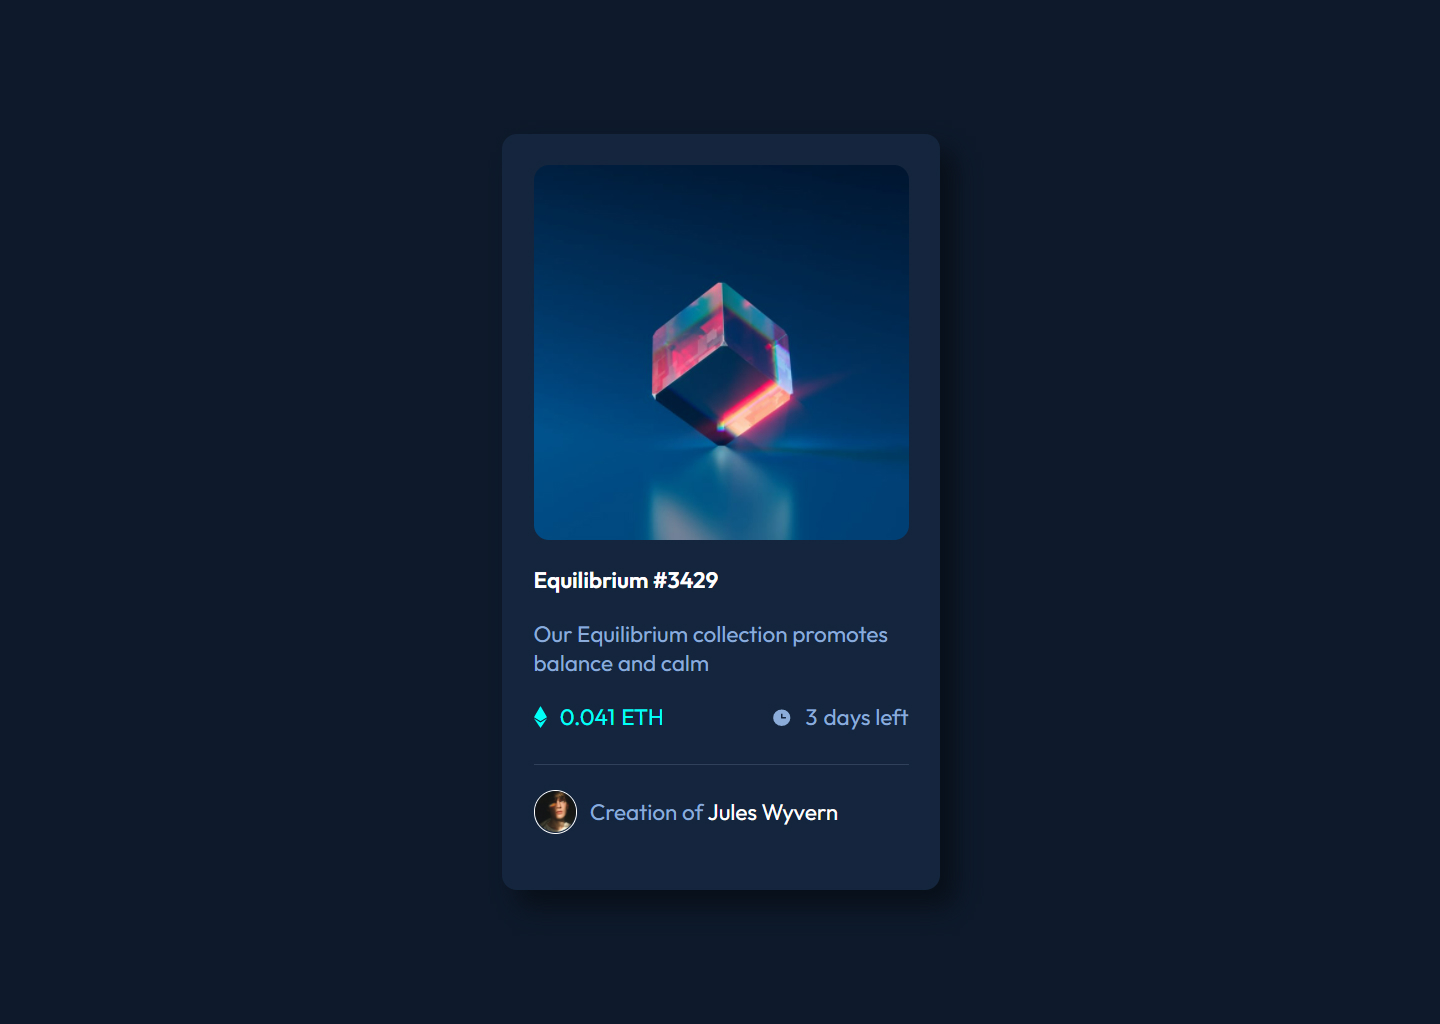 Equilibrium #3429
Our Equilibrium collection promotes
balance and calm
0.041 ETH
3 days left
Creation of Jules Wyvern